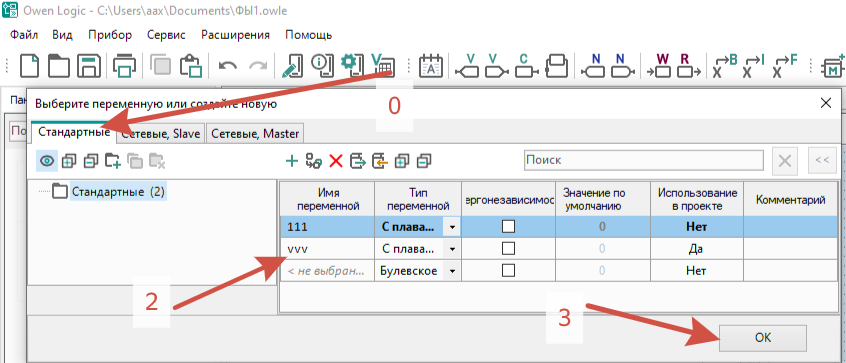 Owen Logic - C:\Users\aax\Documents\ФЫ1.owle
Файл Вид Прибор Сервис Расширения Помощь
V V V C N N W R B I F
X X X M
A
Пан
Выберите переменную или создайте новую
0
По
Стандартные Сетевые, Slave Сетевые, Master
Поиск <<
Стандартные (2)
Имя переменной Тип переменной ергонезависимос Значение по умолчанию Использование в проекте Комментарий
111 С плава... 0 Нет
vvv С плава... 0 Да
< не выбран... Булевское 0 Нет
2
3
OK